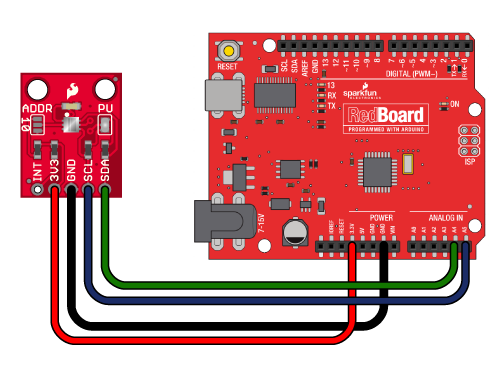 ADDR
10
PU
INT
3V3
GND
SCL
SDA
RESET
SCL
SDA
AREF
GND
13
12
~11
~10
~9
8
7
~6
~5
4
~3
2
TX→1
RX←0
DIGITAL (PWM~)
13
RX
TX
sparkfun
ELECTRONICS
RedBoard
PROGRAMMED WITH ARDUINO
ON
ISP
7-15V
POWER
ANALOG IN
IOREF
RESET
3.3V
5V
GND
GND
VIN
A0
A1
A2
A3
A4
A5